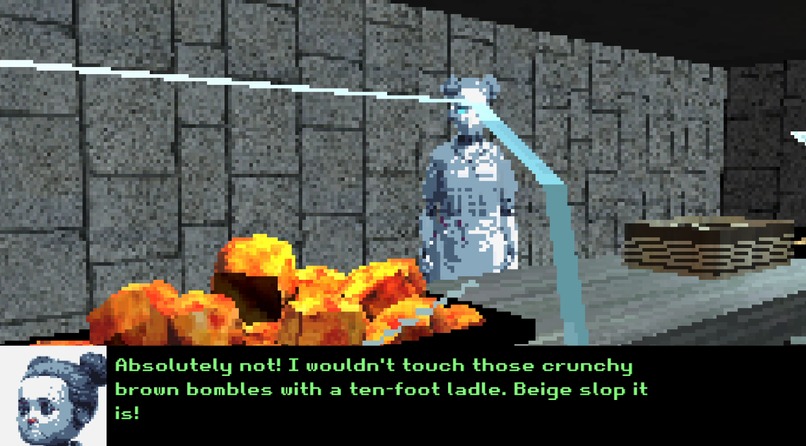 Absolutely not! I wouldn't touch those crunchy
brown bombles with a ten-foot ladle. Beige slop it
is!